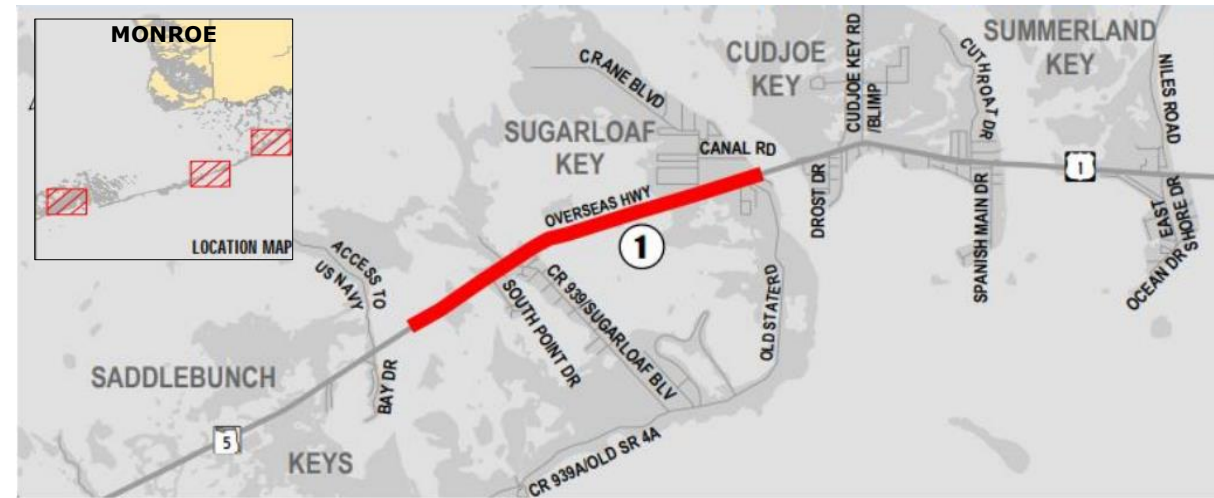 MONROE
LOCATION MAP
CRANE BLVD
CUDJOE
KEY
CUDJOE KEY RD
/BLIMP
CUTHROAT DR
SUMMERLAND
KEY
NILES ROAD
SUGARLOAF
KEY
CANAL RD
OVERSEAS HWY
1
1
DROST DR
SPANISH MAIN DR
EAST
SHORE DR
OCEAN DR
ACCESS TO
US NAVY
SOUTH POINT DR
CR 939/SUGARLOAF BLV
OLD STATE RD
SADDLEBUNCH
KEYS
BAY DR
5
CR 939A/OLD SR 4A